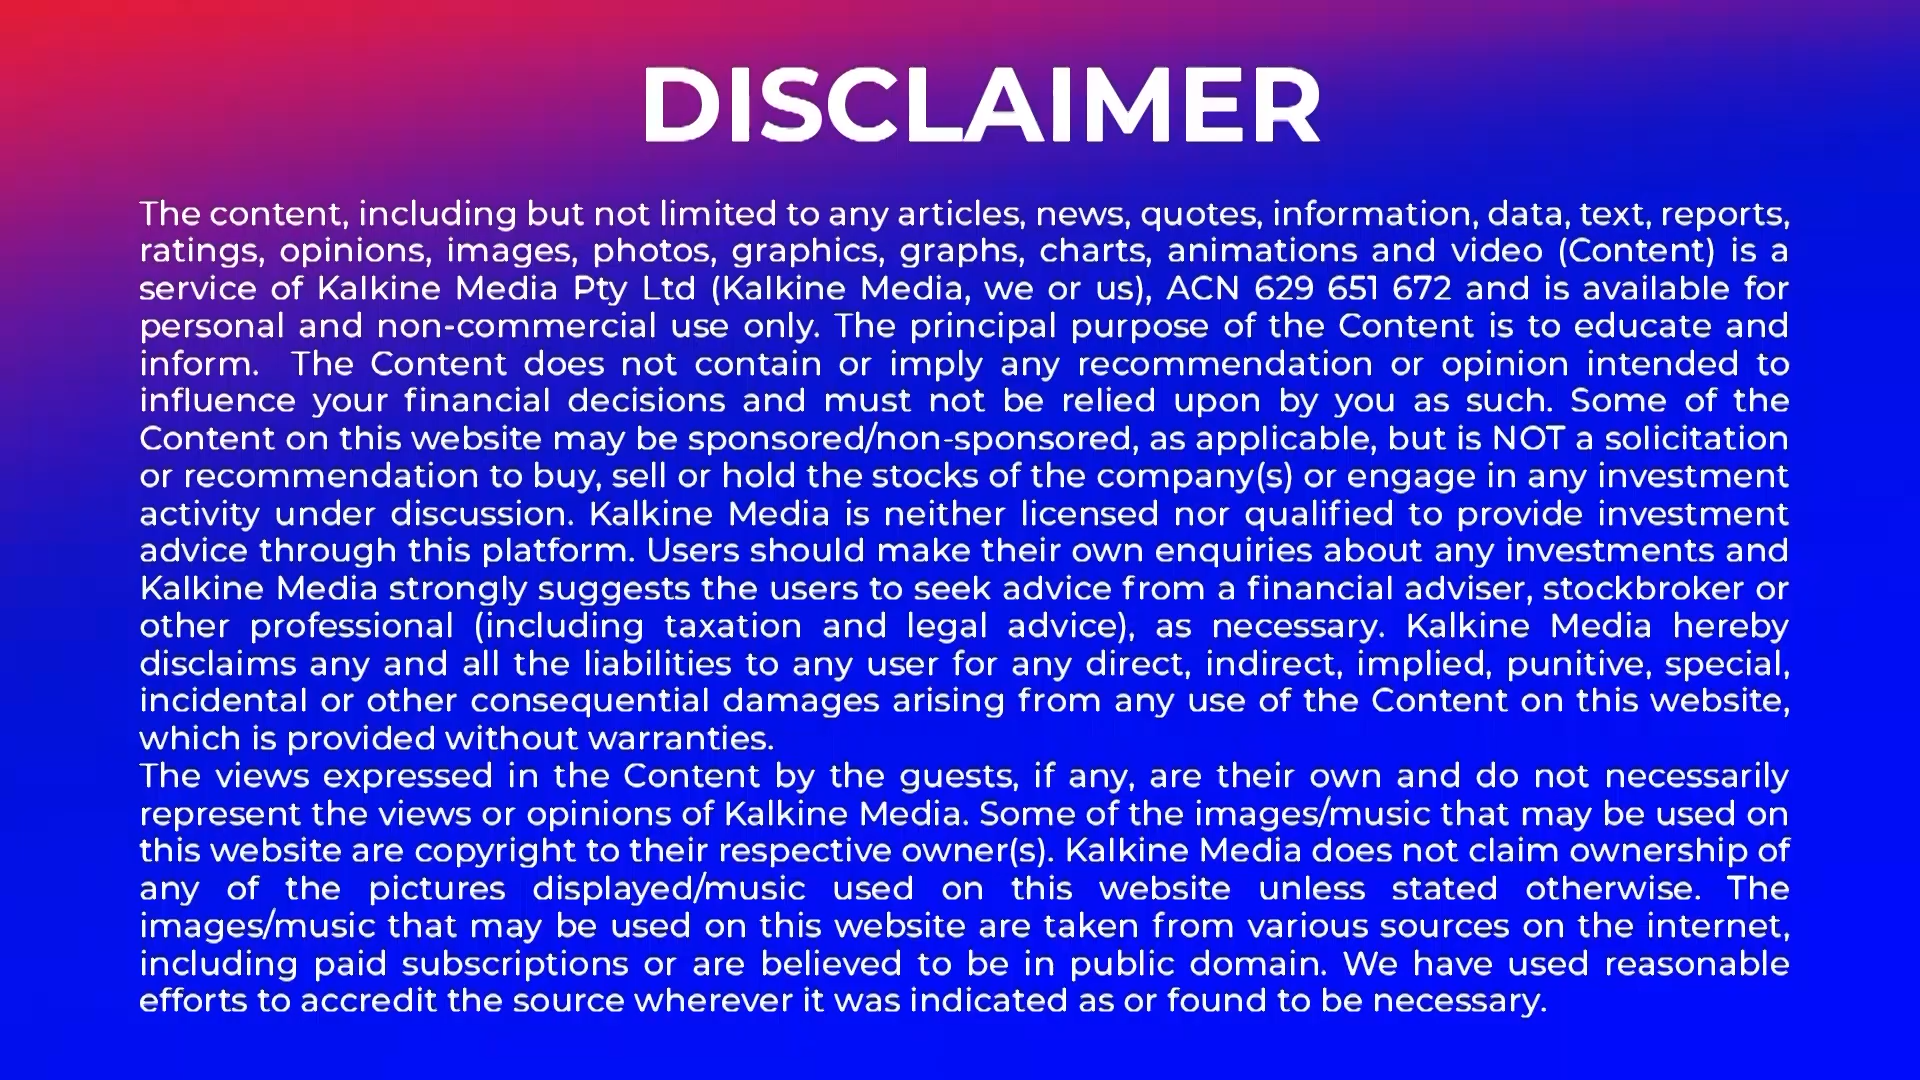 DISCLAIMER
The content, including but not limited to any articles, news, quotes, information, data, text, reports,
ratings, opinions, images, photos, graphics, graphs, charts, animations and video (Content) is a
service of Kalkine Media Pty Ltd (Kalkine Media, we or us), ACN 629 651 672 and is available for
personal and non-commercial use only. The principal purpose of the Content is to educate and
inform.  The Content does not contain or imply any recommendation or opinion intended to
influence your financial decisions and must not be relied upon by you as such. Some of the
Content on this website may be sponsored/non-sponsored, as applicable, but is NOT a solicitation
or recommendation to buy, sell or hold the stocks of the company(s) or engage in any investment
activity under discussion. Kalkine Media is neither licensed nor qualified to provide investment
advice through this platform. Users should make their own enquiries about any investments and
Kalkine Media strongly suggests the users to seek advice from a financial adviser, stockbroker or
other professional (including taxation and legal advice), as necessary. Kalkine Media hereby
disclaims any and all the liabilities to any user for any direct, indirect, implied, punitive, special,
incidental or other consequential damages arising from any use of the Content on this website,
which is provided without warranties.
The views expressed in the Content by the guests, if any, are their own and do not necessarily
represent the views or opinions of Kalkine Media. Some of the images/music that may be used on
this website are copyright to their respective owner(s). Kalkine Media does not claim ownership of
any of the pictures displayed/music used on this website unless stated otherwise. The
images/music that may be used on this website are taken from various sources on the internet,
including paid subscriptions or are believed to be in public domain. We have used reasonable
efforts to accredit the source wherever it was indicated as or found to be necessary.